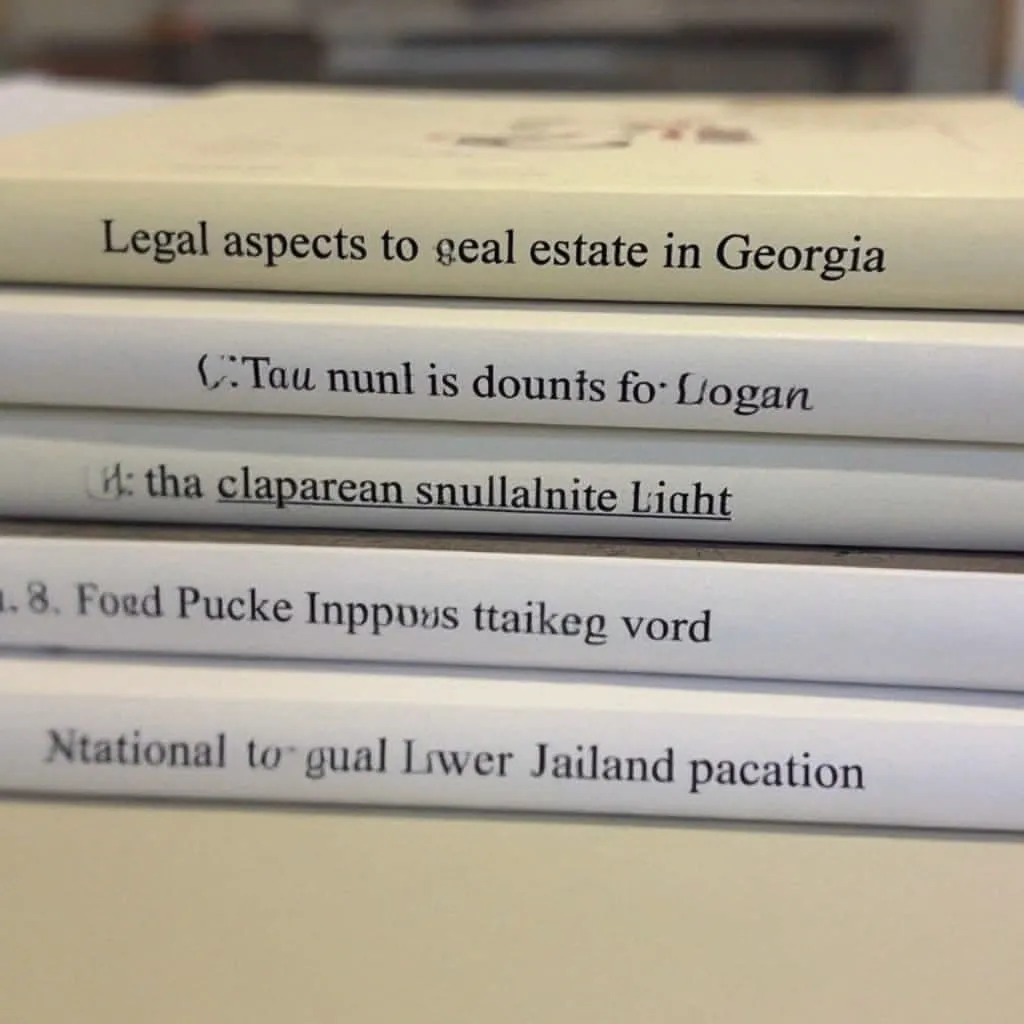 Legal aspects to geal estate in Georgia
Tau nunl is dounts fo
tha claparean snullalnite Liaht
8. Foed Pucke Inppous ttaikeg vord
Ntational to gual Lwer Jailand pacation